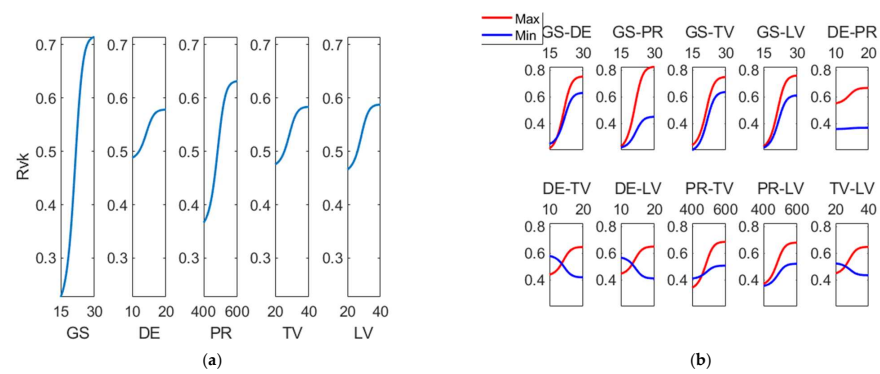 0.7 0.7 0.7 0.7 0.7
0.6 0.6 0.6 0.6 0.6
0.5 0.5 0.5 0.5 0.5
0.4 0.4 0.4 0.4 0.4
0.3 0.3 0.3 0.3 0.3
Rvk
15 30 10 20 400 600 20 40 20 40
GS DE PR TV LV
(a)
Max
Min
GS-DE GS-PR GS-TV GS-LV DE-PR
15 30 15 30 15 30 15 30 10 20
0.8 0.8 0.8 0.8 0.8
0.6 0.6 0.6 0.6 0.6
0.4 0.4 0.4 0.4 0.4
DE-TV DE-LV PR-TV PR-LV TV-LV
10 20 10 20 400 600 400 600 20 40
0.8 0.8 0.8 0.8 0.8
0.6 0.6 0.6 0.6 0.6
0.4 0.4 0.4 0.4 0.4
(b)